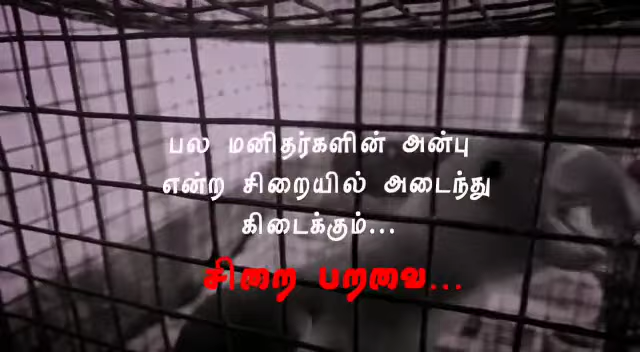 பல மனிதர்களின் அன்பு
என்ற சிறையில் அடைந்து
கிடைக்கும்...
சிறை பறவை...